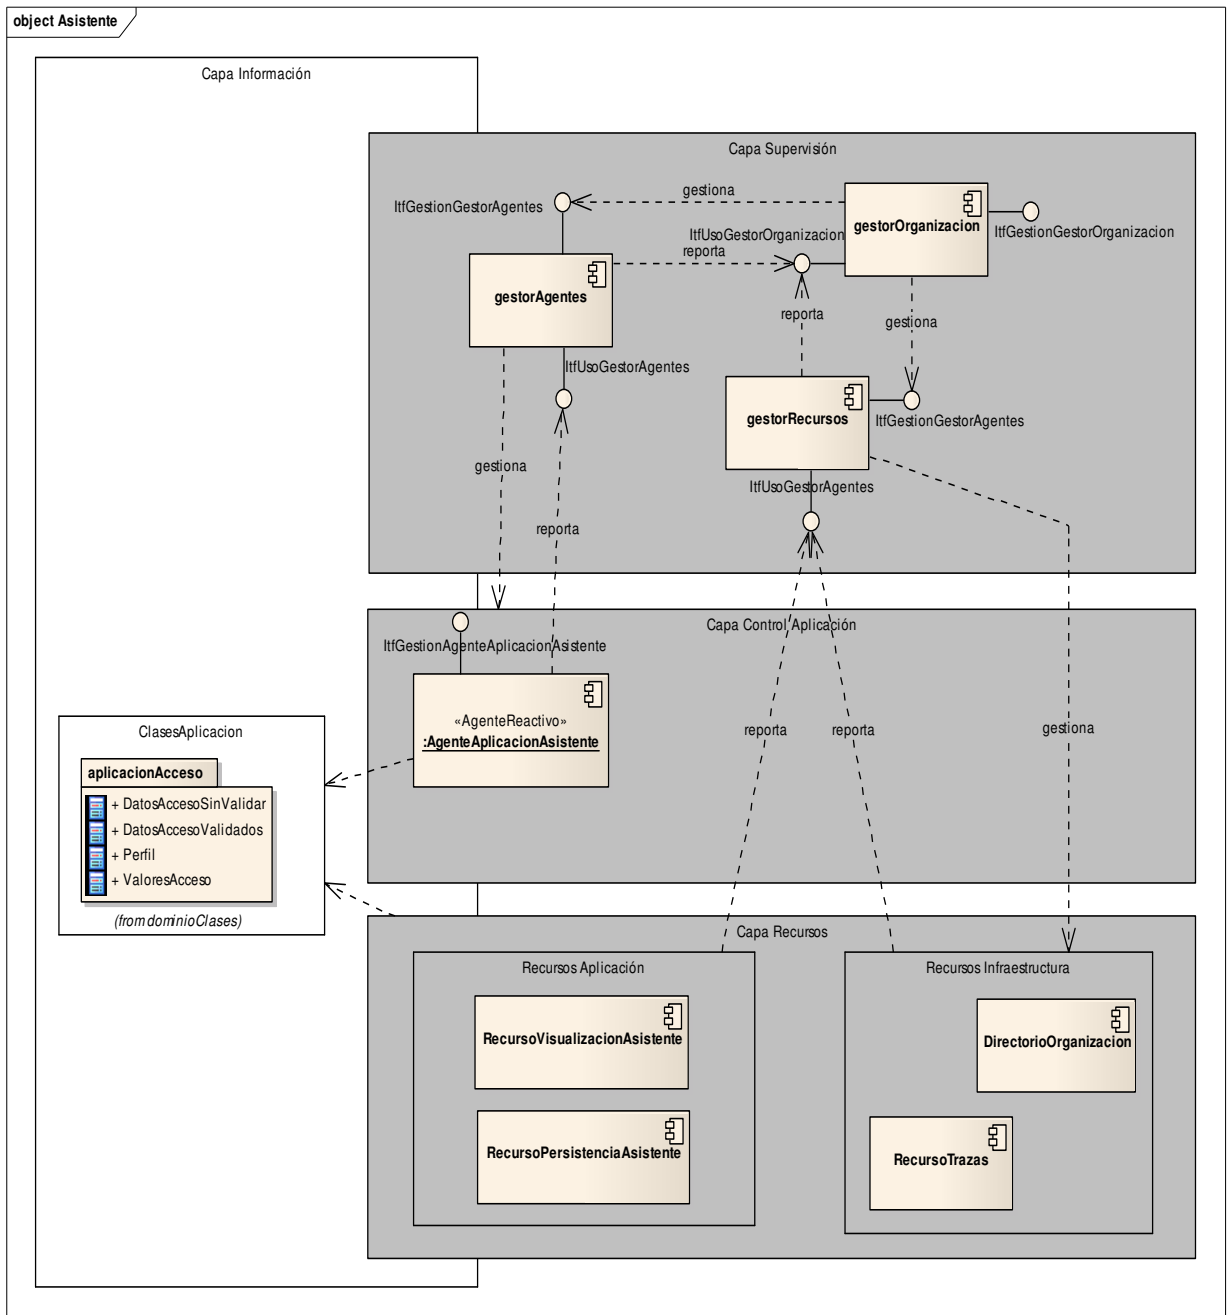 object Asistente
Capa Información
Capa Supervisión
gestiona
ItfGestionGestorAgentes
gestorOrganizacion
ItfGestionGestorOrganizacion
ItfUsoGestorOrganizacion
reporta
gestorAgentes
reporta
gestiona
ItfUsoGestorAgentes
gestorRecursos
ItfGestionGestorAgentes
gestiona
ItfUsoGestorAgentes
reporta
Capa Control Aplicación
ItfGestionAgenteAplicacionAsistente
«AgenteReactivo»
:AgenteAplicacionAsistente
reporta
reporta
gestiona
ClasesAplicacion
aplicacionAcceso
+ DatosAccesoSinValidar
+ DatosAccesoValidados
+ Perfil
+ ValoresAcceso
(from dominioClases)
Capa Recursos
Recursos Aplicación
Recursos Infraestructura
RecursoVisualizacionAsistente
DirectorioOrganizacion
RecursoPersistenciaAsistente
RecursoTrazas